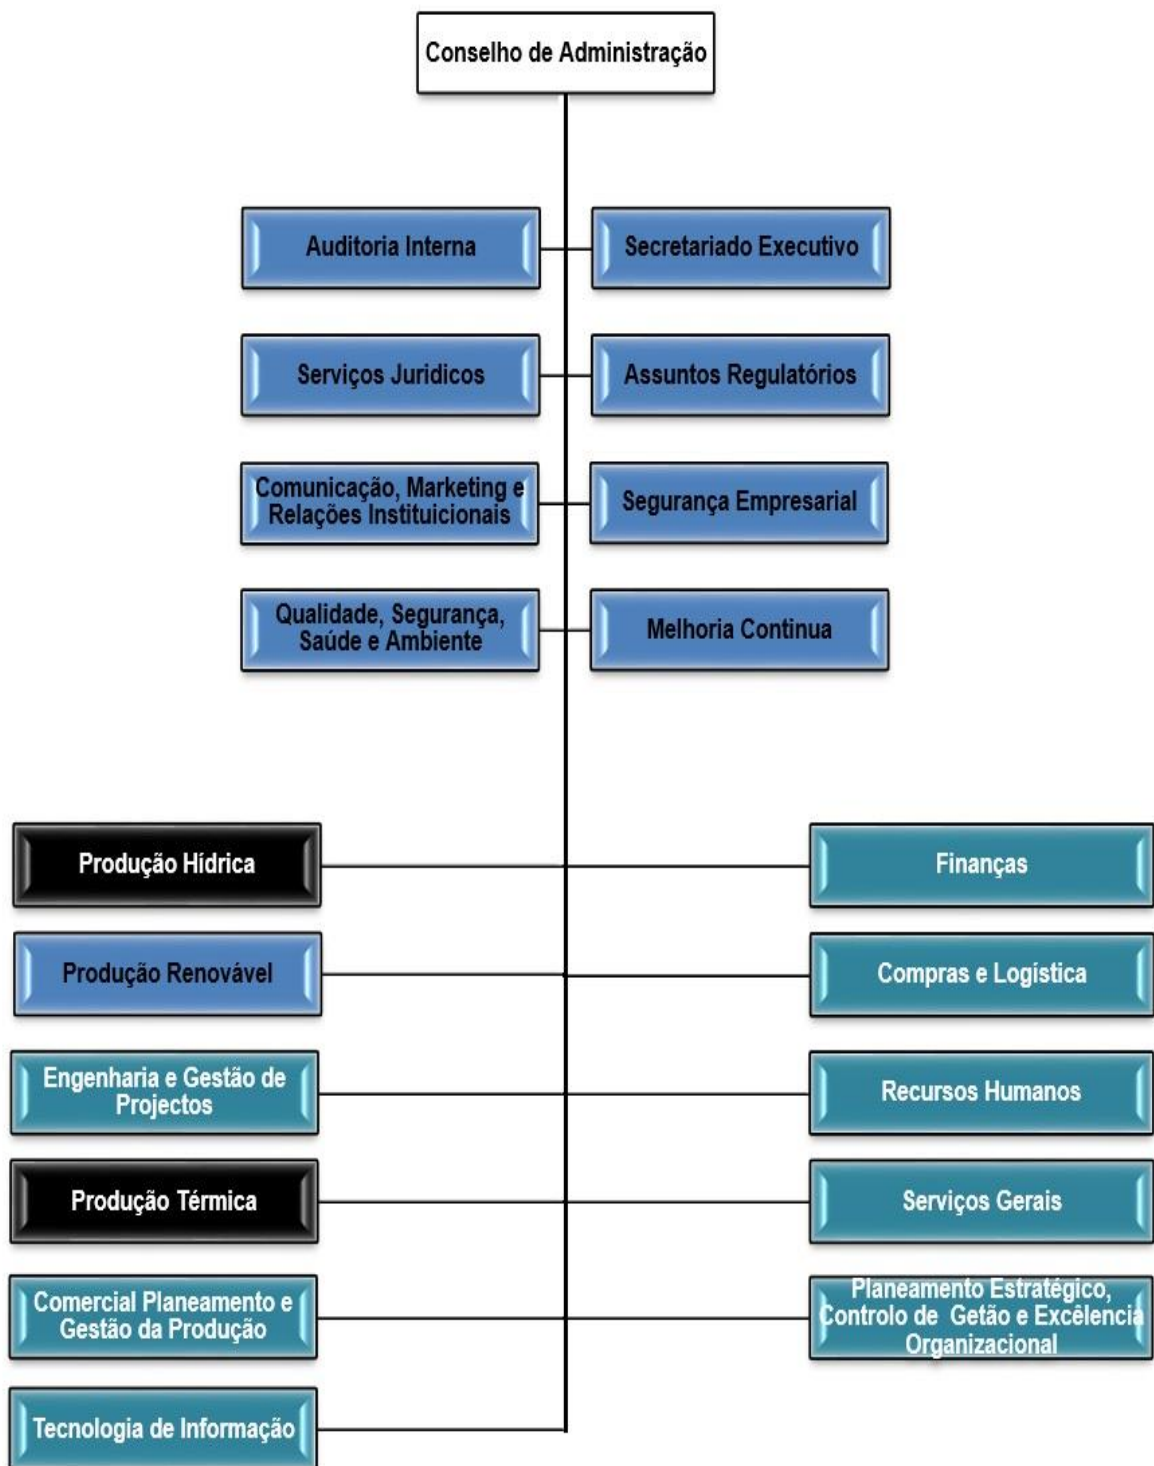 Conselho de Administração
Auditoria Interna
Secretariado Executivo
Serviços Juridicos
Assuntos Regulatórios
Comunicação, Marketing e
Relações Instituicionais
Segurança Empresarial
Qualidade, Segurança,
Saúde e Ambiente
Melhoria Continua
Produção Hídrica
Finanças
Produção Renovável
Compras e Logística
Engenharia e Gestão de
Projectos
Recursos Humanos
Produção Térmica
Serviços Gerais
Comercial Planeamento e
Gestão da Produção
Planeamento Estratégico,
Controlo de Getão e Excêlencia
Organizacional
Tecnologia de Informação